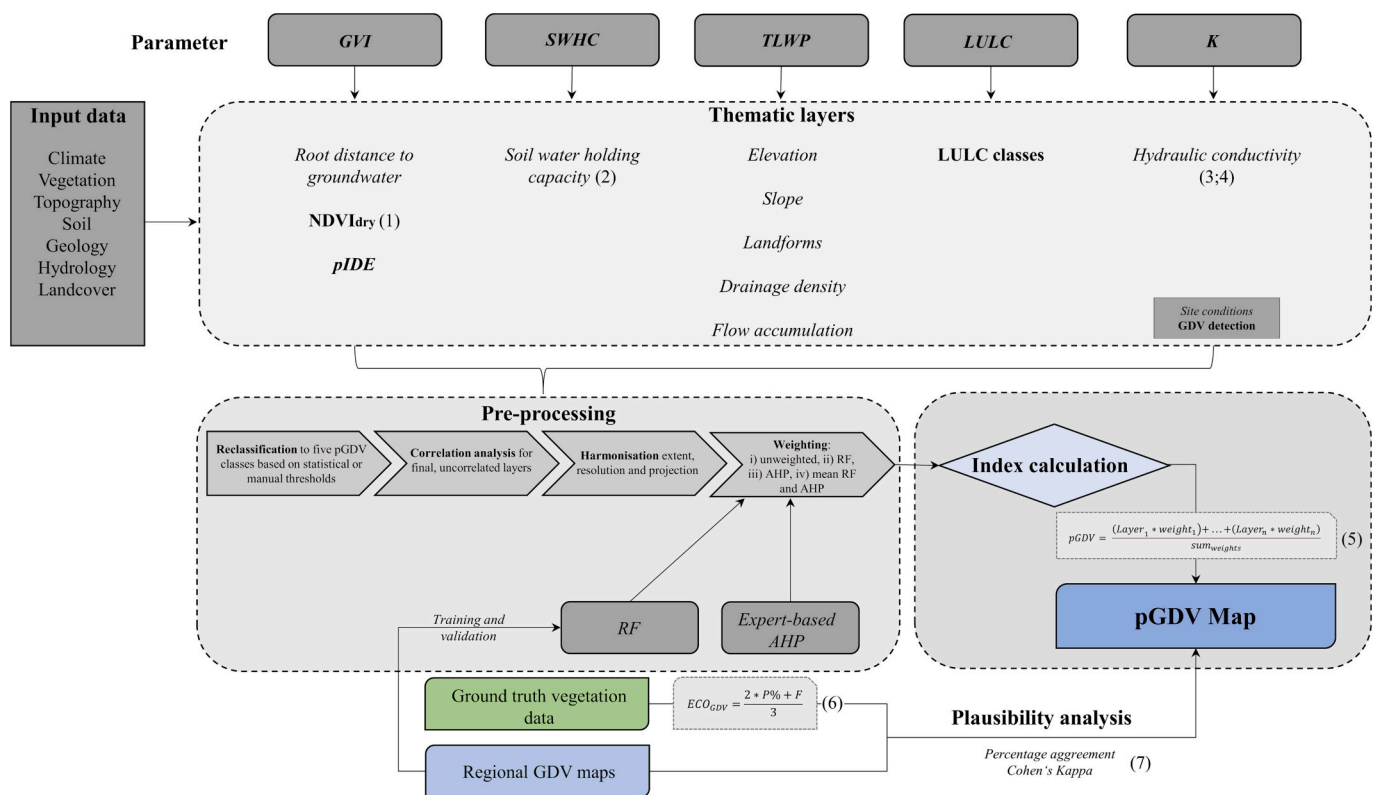 Parameter
GVI
SWHC
TLWP
LULC
K
Input data
Climate
Vegetation
Topography
Soil
Geology
Hydrology
Landcover
Thematic layers
Root distance to
groundwater
NDVIdry (1)
pIDE
Soil water holding
capacity (2)
Elevation
Slope
Landforms
Drainage density
Flow accumulation
LULC classes
Hydraulic conductivity
(3;4)
Site conditions
GDV detection
Pre-processing
Reclassification to five pGDV
classes based on statistical or
manual thresholds
Correlation analysis for
final, uncorrelated layers
Harmonisation extent,
resolution and projection
Weighting:
i) unweighted, ii) RF,
iii) AHP, iv) mean RF
and AHP
Training and
validation
RF
Expert-based
AHP
Index calculation
pGDV = (Layer₁ * weight₁)+ ... +(Layerₙ * weightₙ) / sum_weights (5)
pGDV Map
Ground truth vegetation
data
ECO_GDV = 2 * P% + F / 3 (6)
Regional GDV maps
Plausibility analysis
Percentage aggreement
Cohen‘s Kappa
(7)